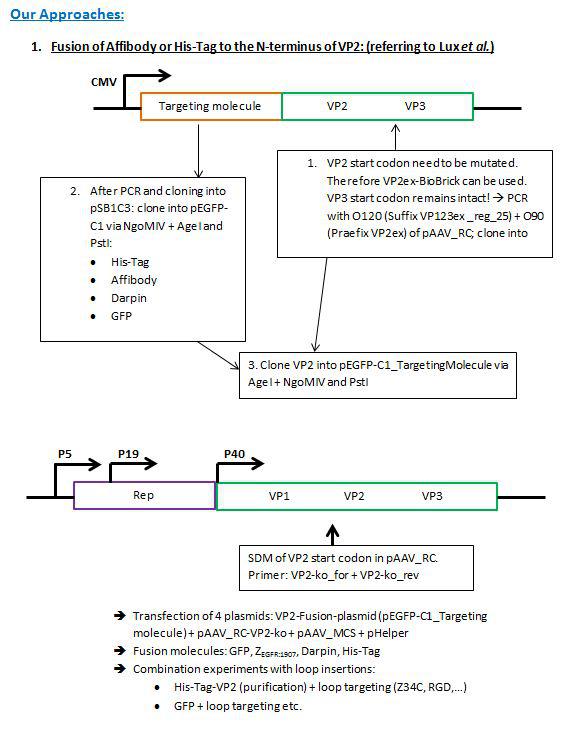 Our Approaches:
1. Fusion of Affibody or His-Tag to the N-terminus of VP2: (referring to Lux et al.)
CMV
Targeting molecule VP2 VP3
1. VP2 start codon need to be mutated.
Therefore VP2ex-BioBrick can be used.
VP3 start codon remains intact! → PCR
with O120 (Suffix VP123ex_reg_25) + O90
(Praefix VP2ex) of pAAV_RC; clone into
2. After PCR and cloning into
pSB1C3: clone into pEGFP-
C1 via NgoMIV + AgeI and
PstI:
• His-Tag
• Affibody
• Darpin
• GFP
3. Clone VP2 into pEGFP-C1_TargetingMolecule via
AgeI + NgoMIV and PstI
P5 P19 P40
Rep VP1 VP2 VP3
SDM of VP2 start codon in pAAV_RC.
Primer: VP2-ko_for + VP2-ko_rev
→ Transfection of 4 plasmids: VP2-Fusion-plasmid (pEGFP-C1_Targeting
molecule) + pAAV_RC-VP2-ko + pAAV_MCS + pHelper
→ Fusion molecules: GFP, ZEGFR:1907, Darpin, His-Tag
→ Combination experiments with loop insertions:
• His-Tag-VP2 (purification) + loop targeting (Z34C, RGD,...)
• GFP + loop targeting etc.